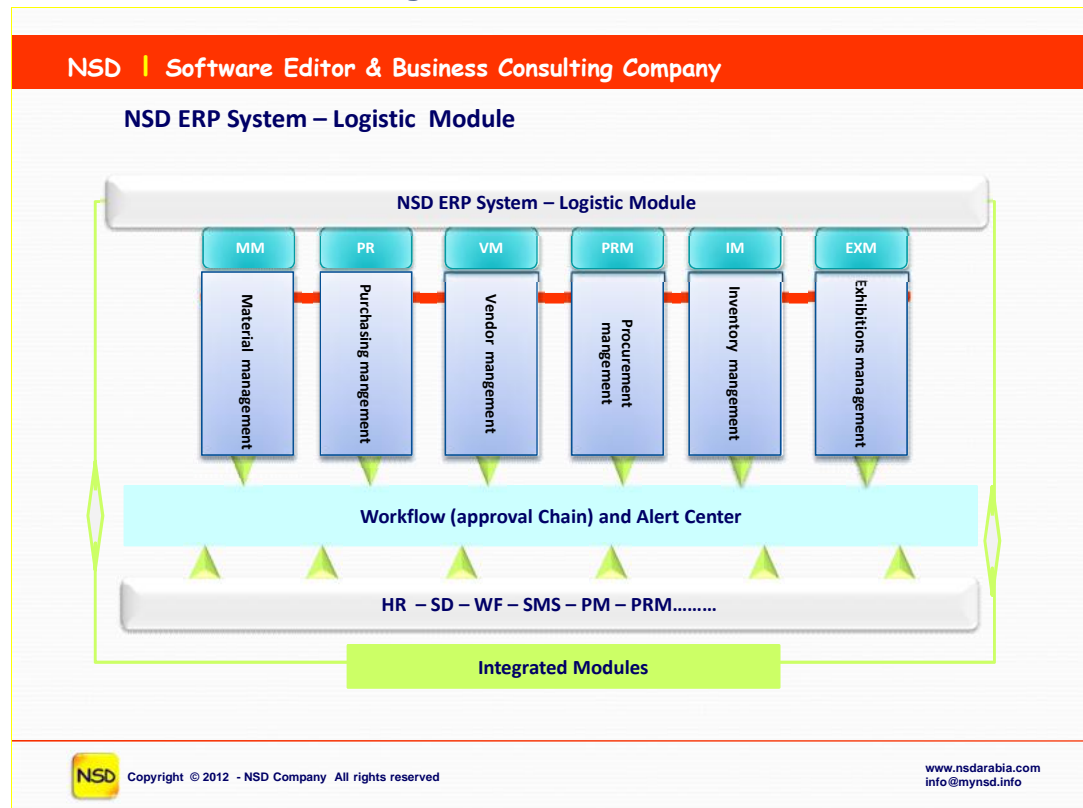 NSD | Software Editor & Business Consulting Company
NSD ERP System – Logistic Module
NSD ERP System – Logistic Module
MM
PR
VM
PRM
IM
EXM
Material management
Purchasing mangement
Vendor mangement
Procurement
mangement
Inventory mangement
Exhibitions management
Workflow (approval Chain) and Alert Center
HR – SD – WF – SMS – PM – PRM………
Integrated Modules
NSD
Copyright © 2012 - NSD Company All rights reserved
www.nsdarabia.com
info@mynsd.info